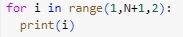 for i in range(1,N+1,2):
  print(i)